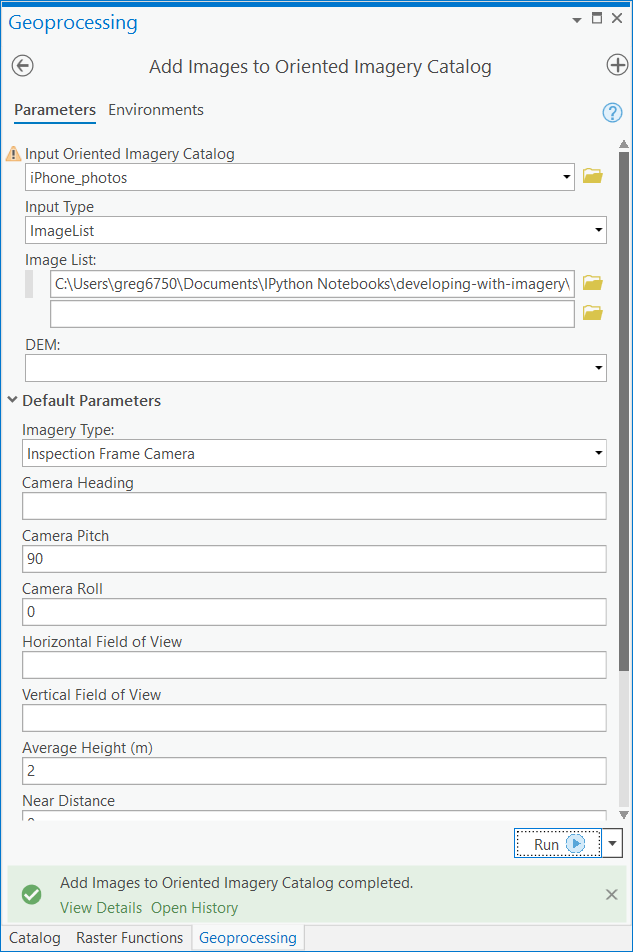 Geoprocessing
Add Images to Oriented Imagery Catalog
Parameters Environments
Input Oriented Imagery Catalog
iPhone_photos
Input Type
ImageList
Image List:
C:\Users\greg6750\Documents\IPython Notebooks\developing-with-imagery\
DEM:
Default Parameters
Imagery Type:
Inspection Frame Camera
Camera Heading
Camera Pitch
90
Camera Roll
0
Horizontal Field of View
Vertical Field of View
Average Height (m)
2
Near Distance
Run
Add Images to Oriented Imagery Catalog completed.
View Details Open History
Catalog Raster Functions Geoprocessing